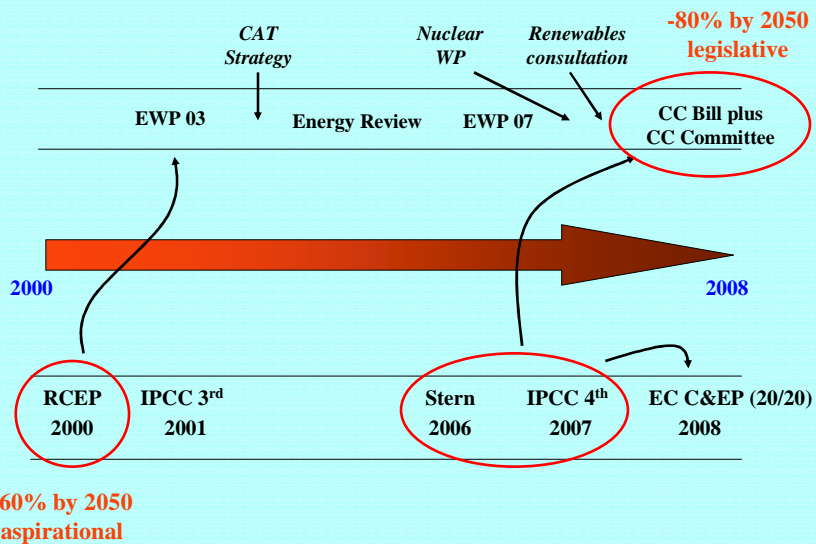 -80% by 2050
legislative
CAT
Strategy
Nuclear
WP
Renewables
consultation
EWP 03
Energy Review
EWP 07
CC Bill plus
CC Committee
2000
2008
RCEP
2000
IPCC 3rd
2001
Stern
2006
IPCC 4th
2007
EC C&EP (20/20)
2008
60% by 2050
aspirational